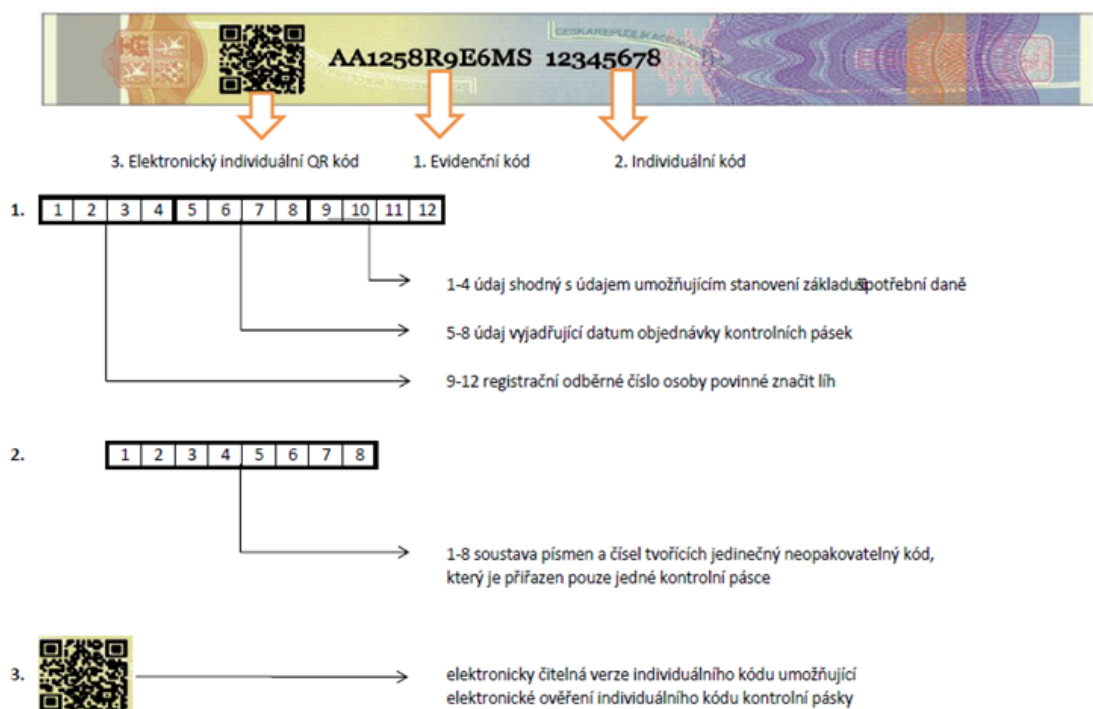 CESKAREPUBLIKACESKA
AA1258R9E6MS 12345678
3. Elektronický individuální QR kód 1. Evidenční kód 2. Individuální kód
1. 1 2 3 4 5 6 7 8 9 10 11 12
1-4 údaj shodný s údajem umožňujícím stanovení základu spotřební daně
5-8 údaj vyjadřující datum objednávky kontrolních pásek
9-12 registrační odběrné číslo osoby povinné značit líh
2. 1 2 3 4 5 6 7 8
1-8 soustava písmen a čísel tvořících jedinečný neopakovatelný kód,
který je přiřazen pouze jedné kontrolní pásce
3. elektronicky čitelná verze individuálního kódu umožňující
elektronické ověření individuálního kódu kontrolní pásky